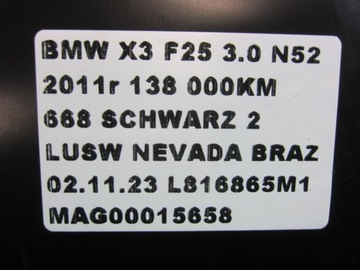 BMW X3 F25 3.0 N52
2011r 138 000KM
668 SCHWARZ 2
LUSW NEVADA BRAZ
02.11.23 L816865M1
MAG00015658